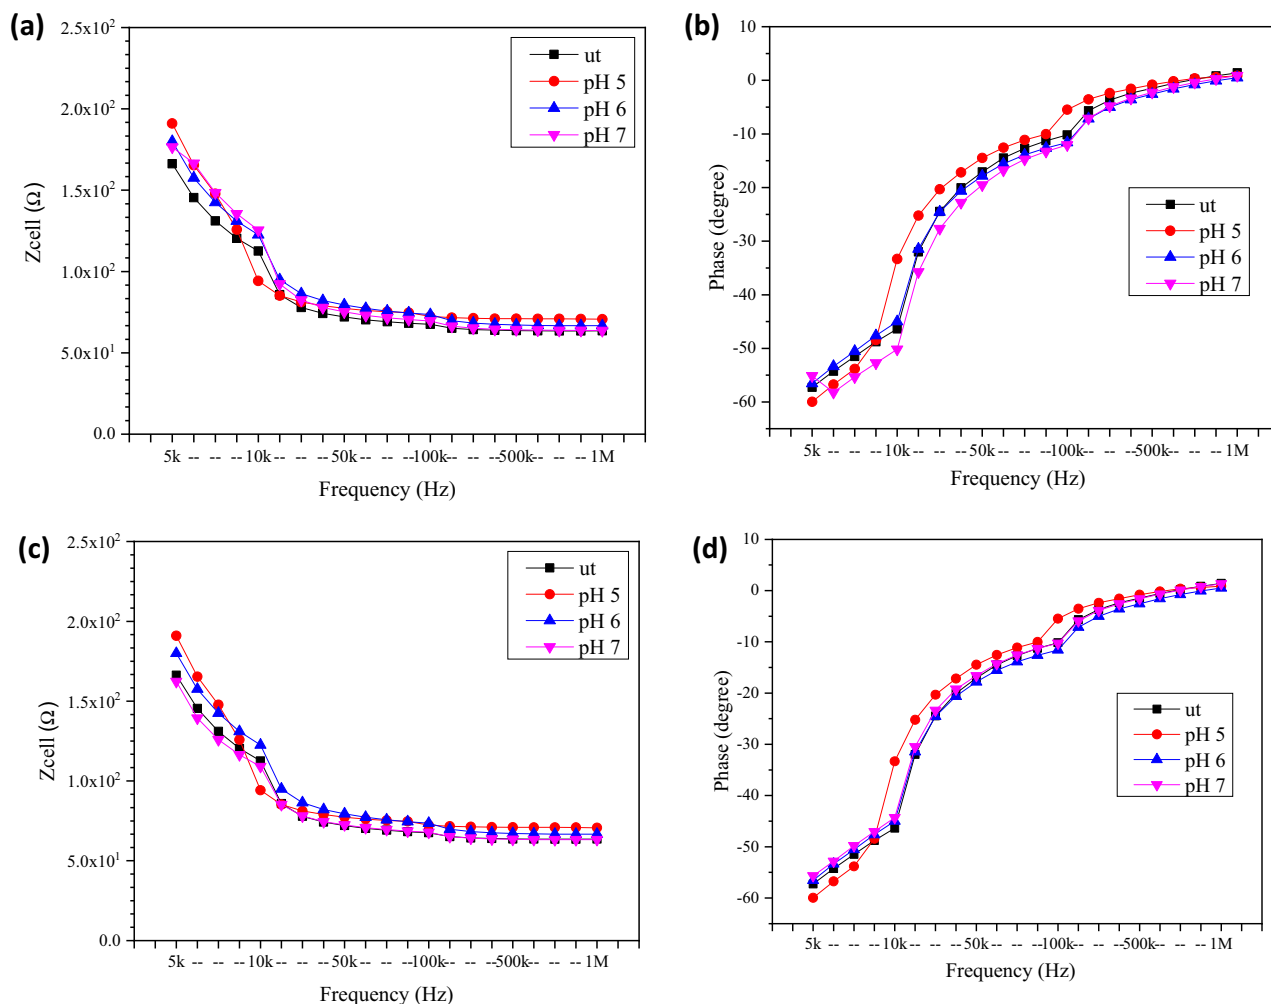 (a)
2.5x10²
2.0x10²
1.5x10²
1.0x10²
5.0x10¹
0.0
Zcell (Ω)
ut
pH 5
pH 6
pH 7
5k -- -- -- 10k -- -- -- 50k -- -- -- 100k -- -- -- 500k -- -- -- 1M
Frequency (Hz)
(b)
10
0
-10
-20
-30
-40
-50
-60
Phase (degree)
ut
pH 5
pH 6
pH 7
5k -- -- -- 10k -- -- -- 50k -- -- -- 100k -- -- -- 500k -- -- -- 1M
Frequency (Hz)
(c)
2.5x10²
2.0x10²
1.5x10²
1.0x10²
5.0x10¹
0.0
Zcell (Ω)
ut
pH 5
pH 6
pH 7
5k -- -- -- 10k -- -- -- 50k -- -- -- 100k -- -- -- 500k -- -- -- 1M
Frequency (Hz)
(d)
10
0
-10
-20
-30
-40
-50
-60
Phase (degree)
ut
pH 5
pH 6
pH 7
5k -- -- -- 10k -- -- -- 50k -- -- -- 100k -- -- -- 500k -- -- -- 1M
Frequency (Hz)